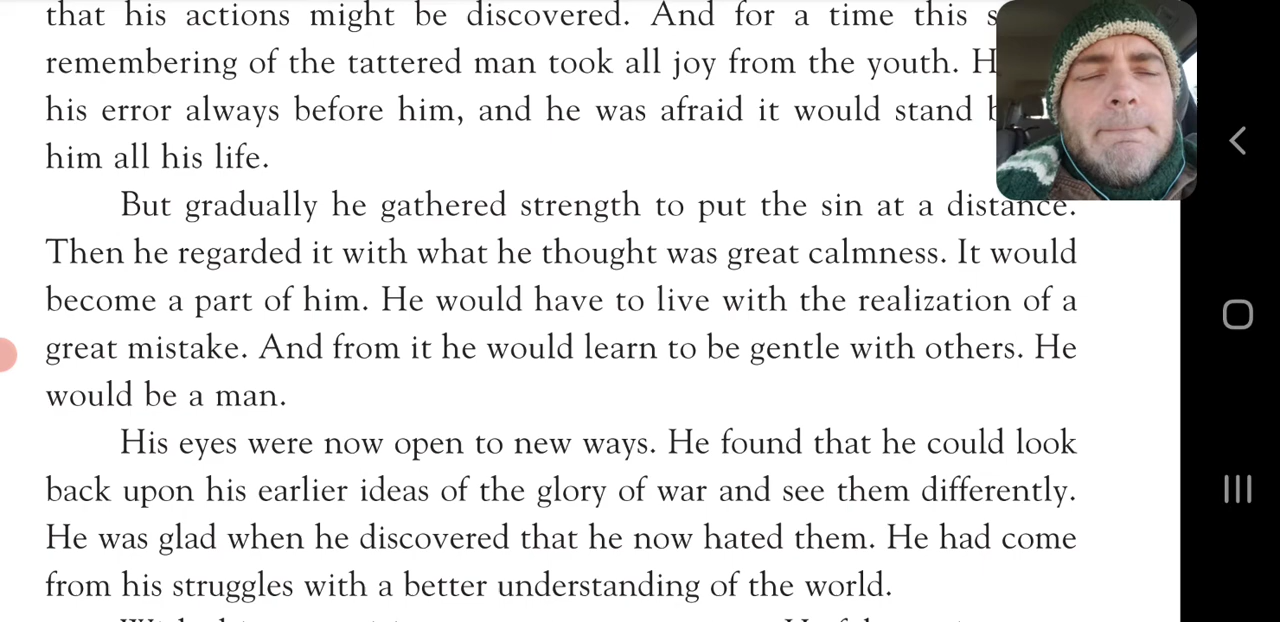 that his actions might be discovered. And for a time this
remembering of the tattered man took all joy from the youth.
his error always before him, and he was afraid it would stand
him all his life.
But gradually he gathered strength to put the sin at a distance.
Then he regarded it with what he thought was great calmness. It would
become a part of him. He would have to live with the realization of a
great mistake. And from it he would learn to be gentle with others. He
would be a man.
His eyes were now open to new ways. He found that he could look
back upon his earlier ideas of the glory of war and see them differently.
He was glad when he discovered that he now hated them. He had come
from his struggles with a better understanding of the world.